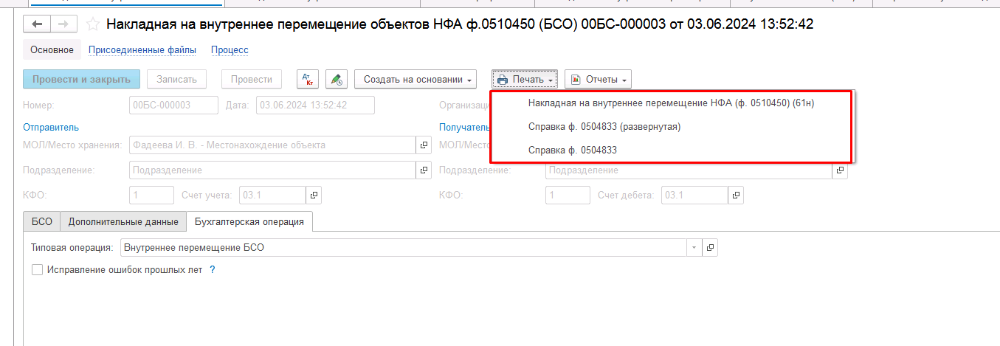 Накладная на внутреннее перемещение объектов НФА ф.0510450 (БСО) 00БС-000003 от 03.06.2024 13:52:42
Основное Присоединенные файлы Процесс
Провести и закрыть Записать Провести Дт Кт Создать на основании Печать Отчеты
Номер: 00БС-000003 Дата: 03.06.2024 13:52:42 Организаци
Накладная на внутреннее перемещение НФА (ф. 0510450) (61н)
Справка ф. 0504833 (развернутая)
Справка ф. 0504833
Отправитель Получатель
МОЛ/Место хранения: Фадеева И. В. - Местонахождение объекта МОЛ/Мест
Подразделение: Подразделение Подразделение: Подразделение
КФО: 1 Счет учета: 03.1 КФО: 1 Счет дебета: 03.1
БСО Дополнительные данные Бухгалтерская операция
Типовая операция: Внутреннее перемещение БСО
Исправление ошибок прошлых лет ?